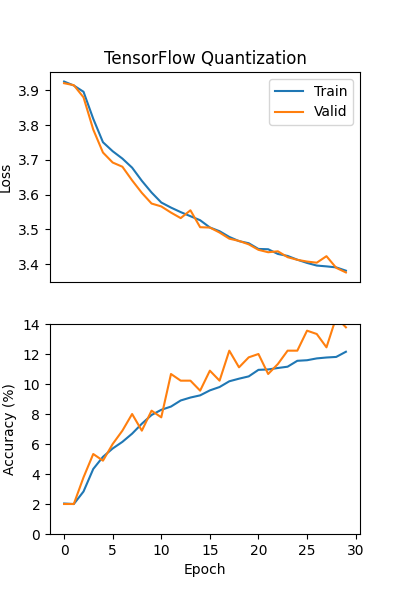 TensorFlow Quantization
Train
Valid
3.9
3.8
3.7
3.6
3.5
3.4
Loss
14
12
10
8
6
4
2
0
Accuracy (%)
0 5 10 15 20 25 30
Epoch